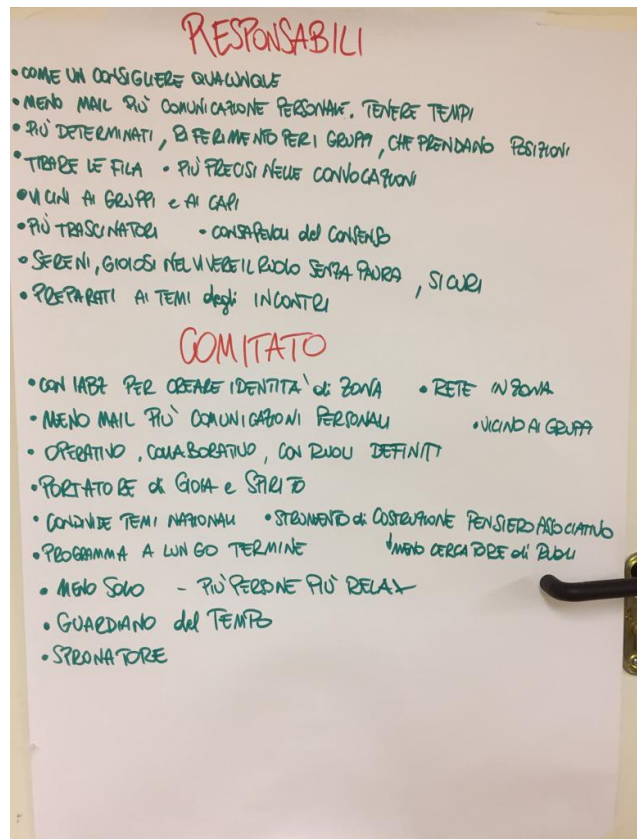 RESPONSABILI
• COME UN CONSIGLIERE QUALUNQUE
• MENO MAIL PIÙ COMUNICAZIONE PERSONALE. TENERE TEMPI
• PIÙ DETERMINATI, RIFERIMENTO PER I GRUPPI, CHE PRENDANO POSIZIONI
• TIRARE LE FILA • PIÙ PRECISI NELLE CONVOCAZIONI
• VICINI AI GRUPPI e AI CAPI
• PIÙ TRASCINATORI • CONSAPEVOLI del CONSENSO
• SERENI, GIOIOSI NEL VIVERE IL RUOLO SENZA PAURA, SICURI
• PREPARATI AI TEMI degli INCONTRI
COMITATO
• CON IABZ PER CREARE IDENTITA' di ZONA • RETE IN ZONA
• MENO MAIL PIÙ COMUNICAZIONI PERSONALI • VICINO AI GRUPPI
• OPERATIVO, COLLABORATIVO, CON RUOLI DEFINITI
• PORTATORE di GIOIA e SPIRITO
• CONDIVIDE TEMI NAZIONALI • STRUMENTO di COSTRUZIONE PENSIERO ASSOCIATIVO
• PROGRAMMA A LUNGO TERMINE • MENO CERCATORE di RUOLI
• MENO SOLO - PIÙ PERSONE PIÙ RELAX
• GUARDIANO del TEMPO
• SPRONATORE